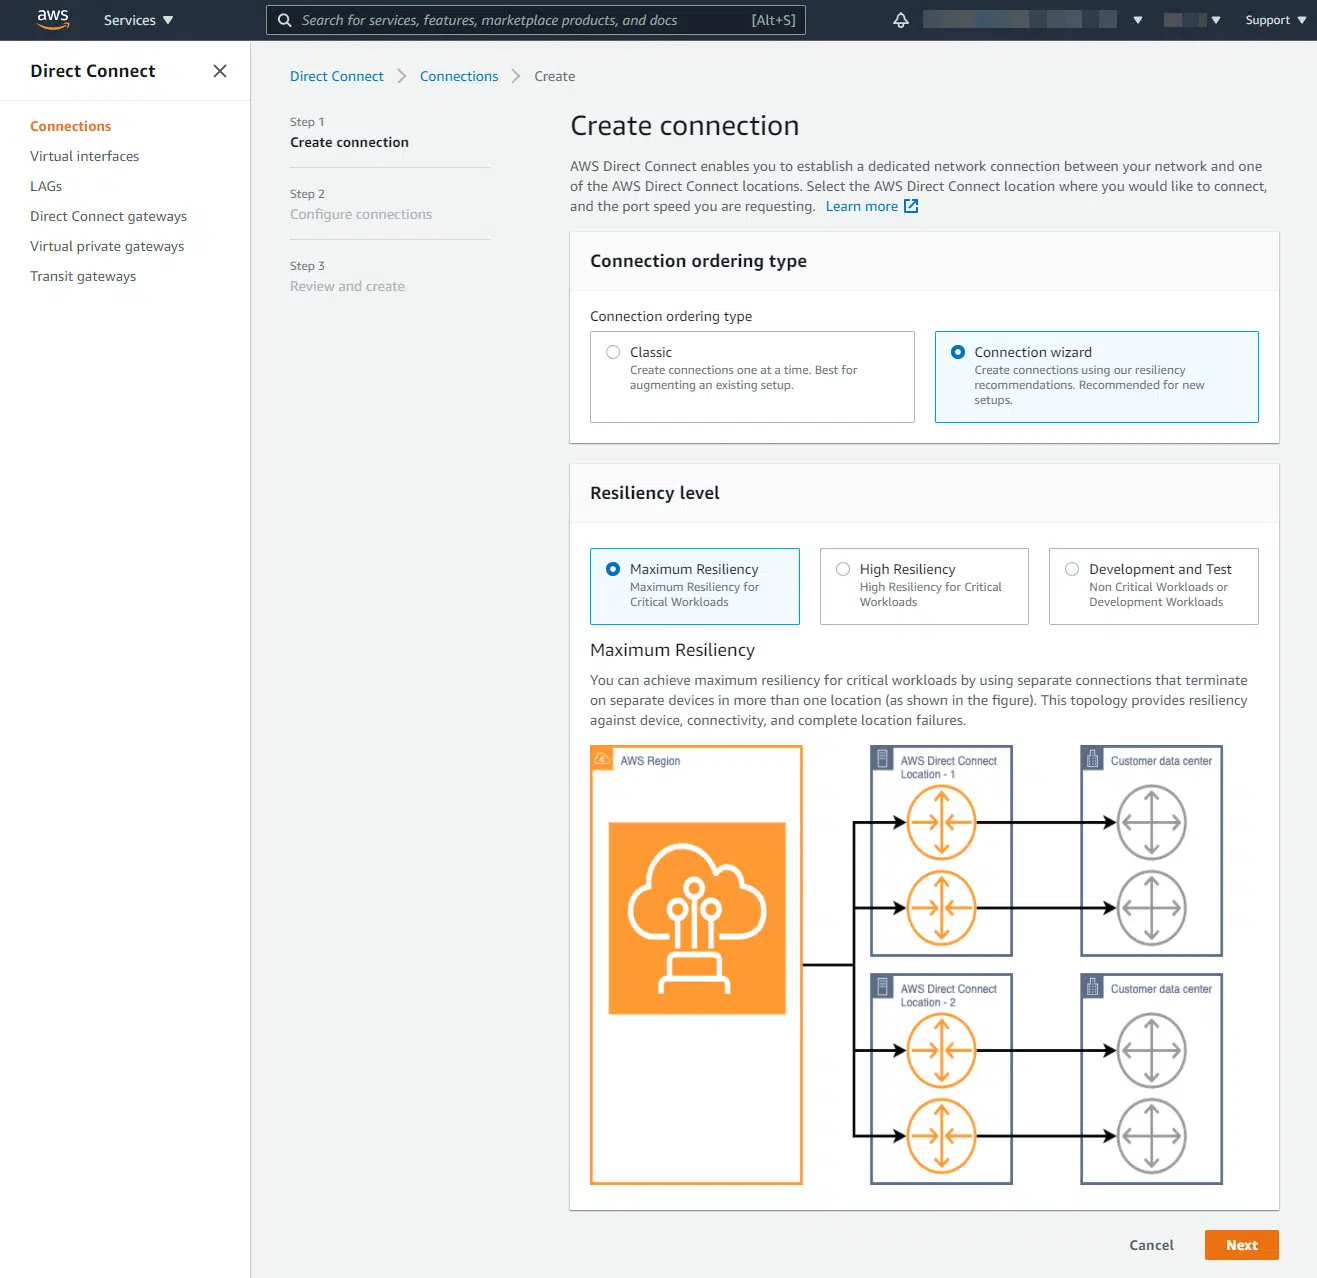 aws
Services ▼
Search for services, features, marketplace products, and docs
[Alt+S]
Support ▼
Direct Connect
Connections
Virtual interfaces
LAGs
Direct Connect gateways
Virtual private gateways
Transit gateways
Direct Connect > Connections > Create
Step 1
Create connection
Step 2
Configure connections
Step 3
Review and create
Create connection
AWS Direct Connect enables you to establish a dedicated network connection between your network and one
of the AWS Direct Connect locations. Select the AWS Direct Connect location where you would like to connect,
and the port speed you are requesting. Learn more
Connection ordering type
Connection ordering type
Classic
Create connections one at a time. Best for
augmenting an existing setup.
Connection wizard
Create connections using our resiliency
recommendations. Recommended for new
setups.
Resiliency level
Maximum Resiliency
Maximum Resiliency for
Critical Workloads
High Resiliency
High Resiliency for Critical
Workloads
Development and Test
Non Critical Workloads or
Development Workloads
Maximum Resiliency
You can achieve maximum resiliency for critical workloads by using separate connections that terminate
on separate devices in more than one location (as shown in the figure). This topology provides resiliency
against device, connectivity, and complete location failures.
AWS Region
AWS Direct Connect
Location - 1
Customer data center
AWS Direct Connect
Location - 2
Customer data center
Cancel
Next